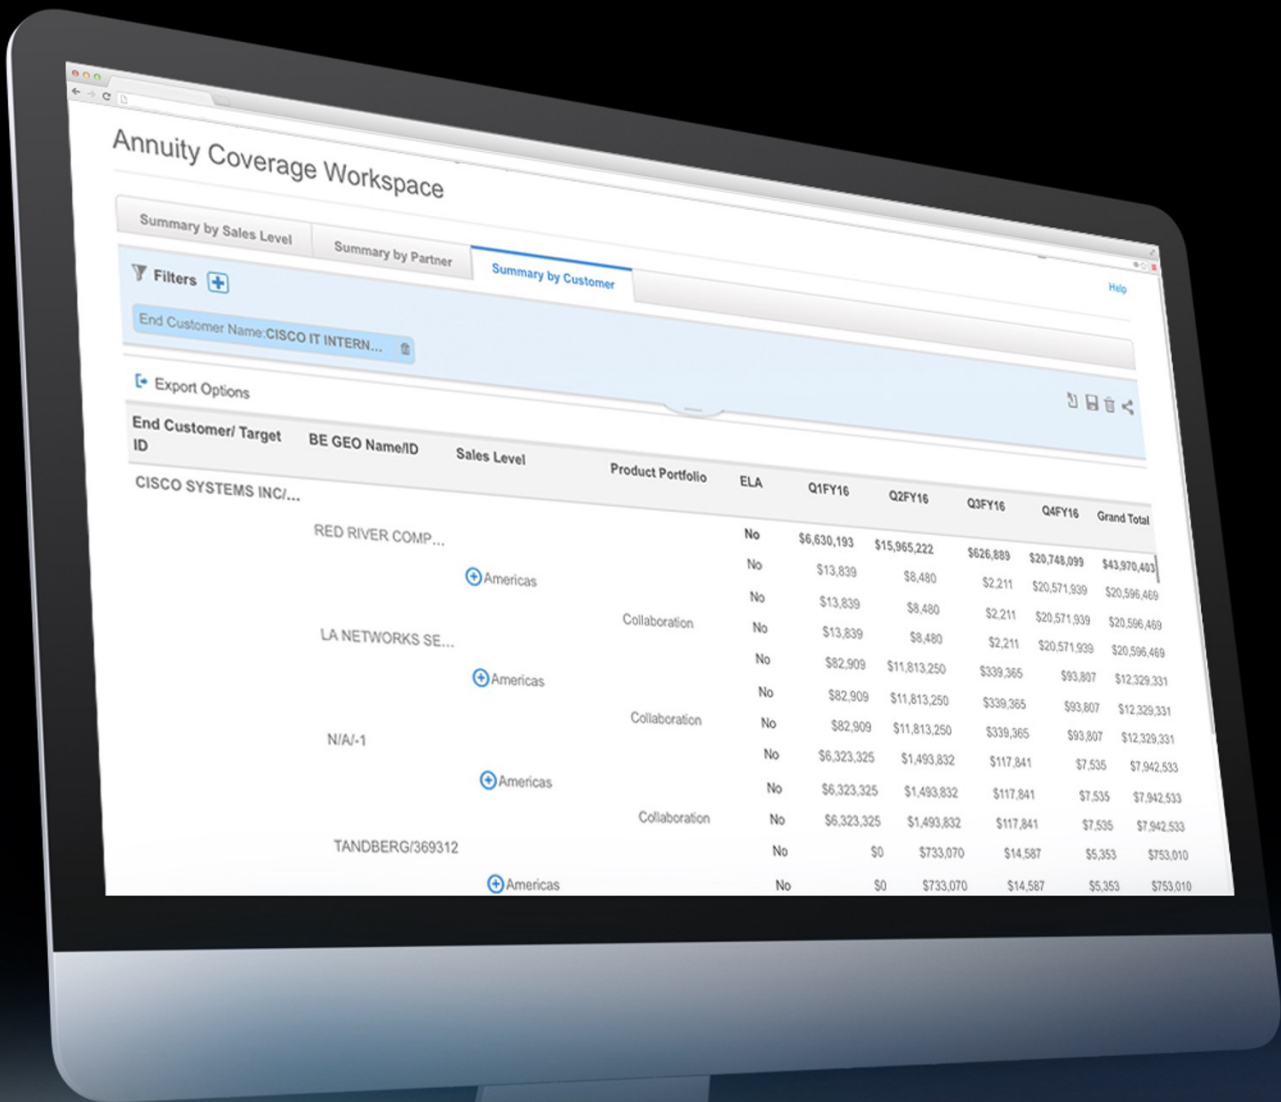 Annuity Coverage Workspace
Help
Summary by Sales Level Summary by Partner Summary by Customer
Filters
End Customer Name:CISCO IT INTERN...
Export Options
End Customer/ Target ID BE GEO Name/ID Sales Level Product Portfolio ELA Q1FY16 Q2FY16 Q3FY16 Q4FY16 Grand Total
CISCO SYSTEMS INC/... No $6,630,193 $15,965,222 $626,889 $20,748,099 $43,970,403
RED RIVER COMP... No $13,839 $8,480 $2,211 $20,571,939 $20,596,469
Americas No $13,839 $8,480 $2,211 $20,571,939 $20,596,469
Collaboration No $13,839 $8,480 $2,211 $20,571,939 $20,596,469
LA NETWORKS SE... No $82,909 $11,813,250 $339,365 $93,807 $12,329,331
Americas No $82,909 $11,813,250 $339,365 $93,807 $12,329,331
Collaboration No $82,909 $11,813,250 $339,365 $93,807 $12,329,331
N/A/-1 No $6,323,325 $1,493,832 $117,841 $7,535 $7,942,533
Americas No $6,323,325 $1,493,832 $117,841 $7,535 $7,942,533
Collaboration No $6,323,325 $1,493,832 $117,841 $7,535 $7,942,533
TANDBERG/369312 No $0 $733,070 $14,587 $5,353 $753,010
Americas No $0 $733,070 $14,587 $5,353 $753,010